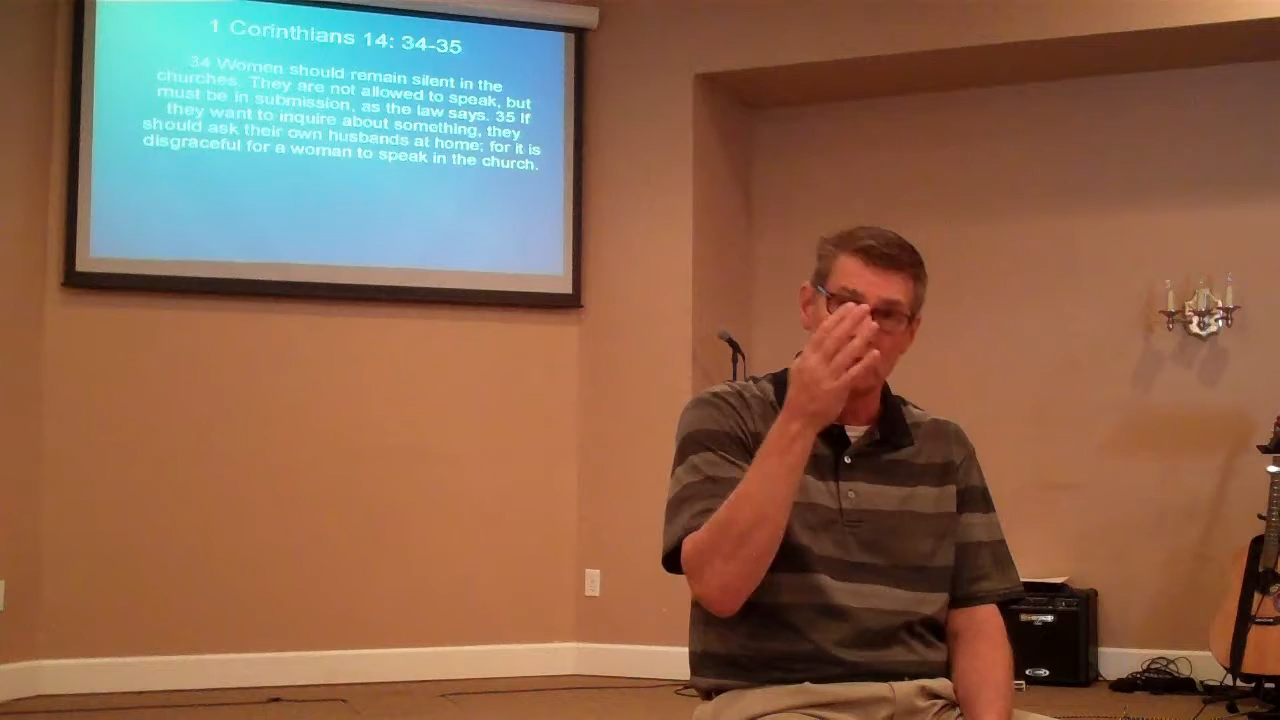 1 Corinthians 14: 34-35
34 Women should remain silent in the
churches. They are not allowed to speak, but
must be in submission, as the law says. 35 If
they want to inquire about something, they
should ask their own husbands at home; for it is
disgraceful for a woman to speak in the church.